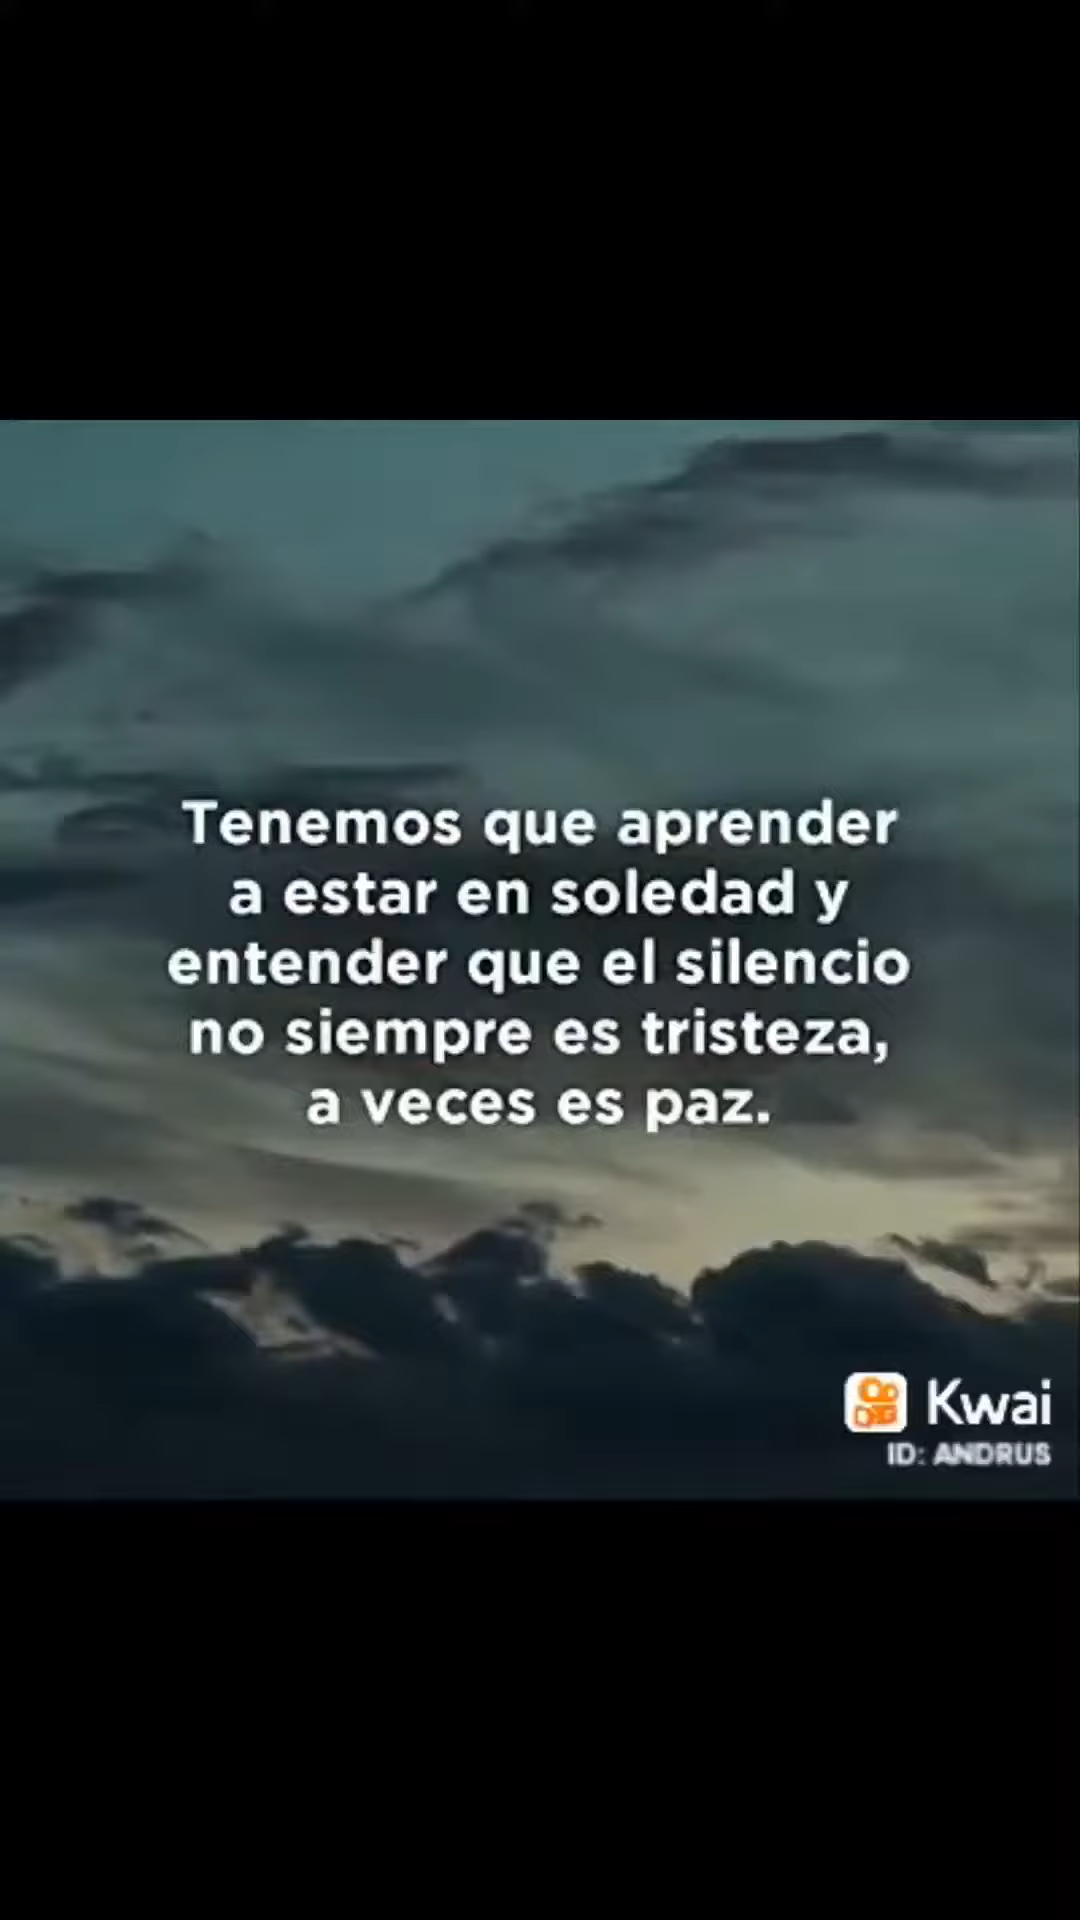 Tenemos que aprender
a estar en soledad y
entender que el silencio
no siempre es tristeza,
a veces es paz.
Kwai
ID: ANDRUS